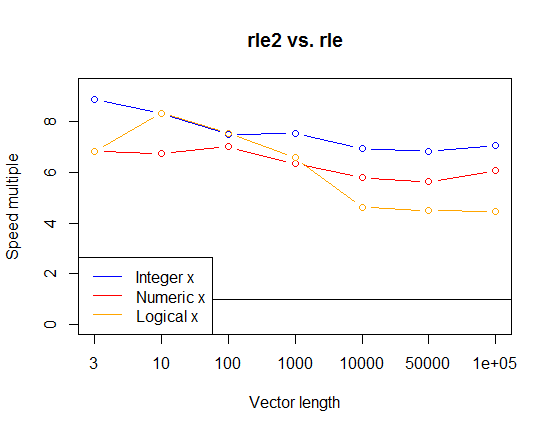 rle2 vs. rle
Speed multiple
8
6
4
2
0
Integer x
Numeric x
Logical x
3 10 100 1000 10000 50000 1e+05
Vector length